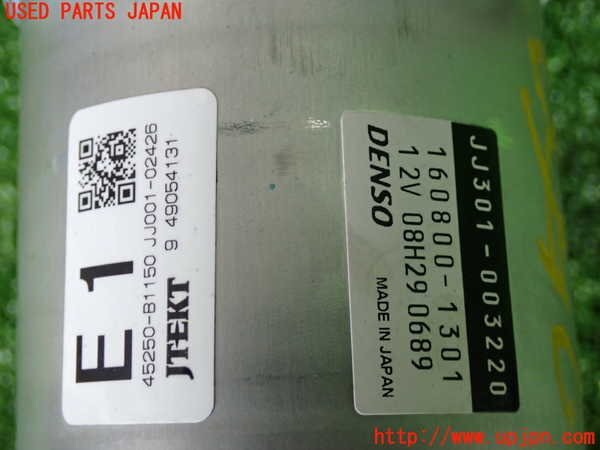 USED PARTS JAPAN
E1
45250-B1150 JJ001-02426
9 49054131
JTEKT
JJ301-003220
160800-1301
12V 08H29 0689
DENSO MADE IN JAPAN
http://www.upjpn.com/